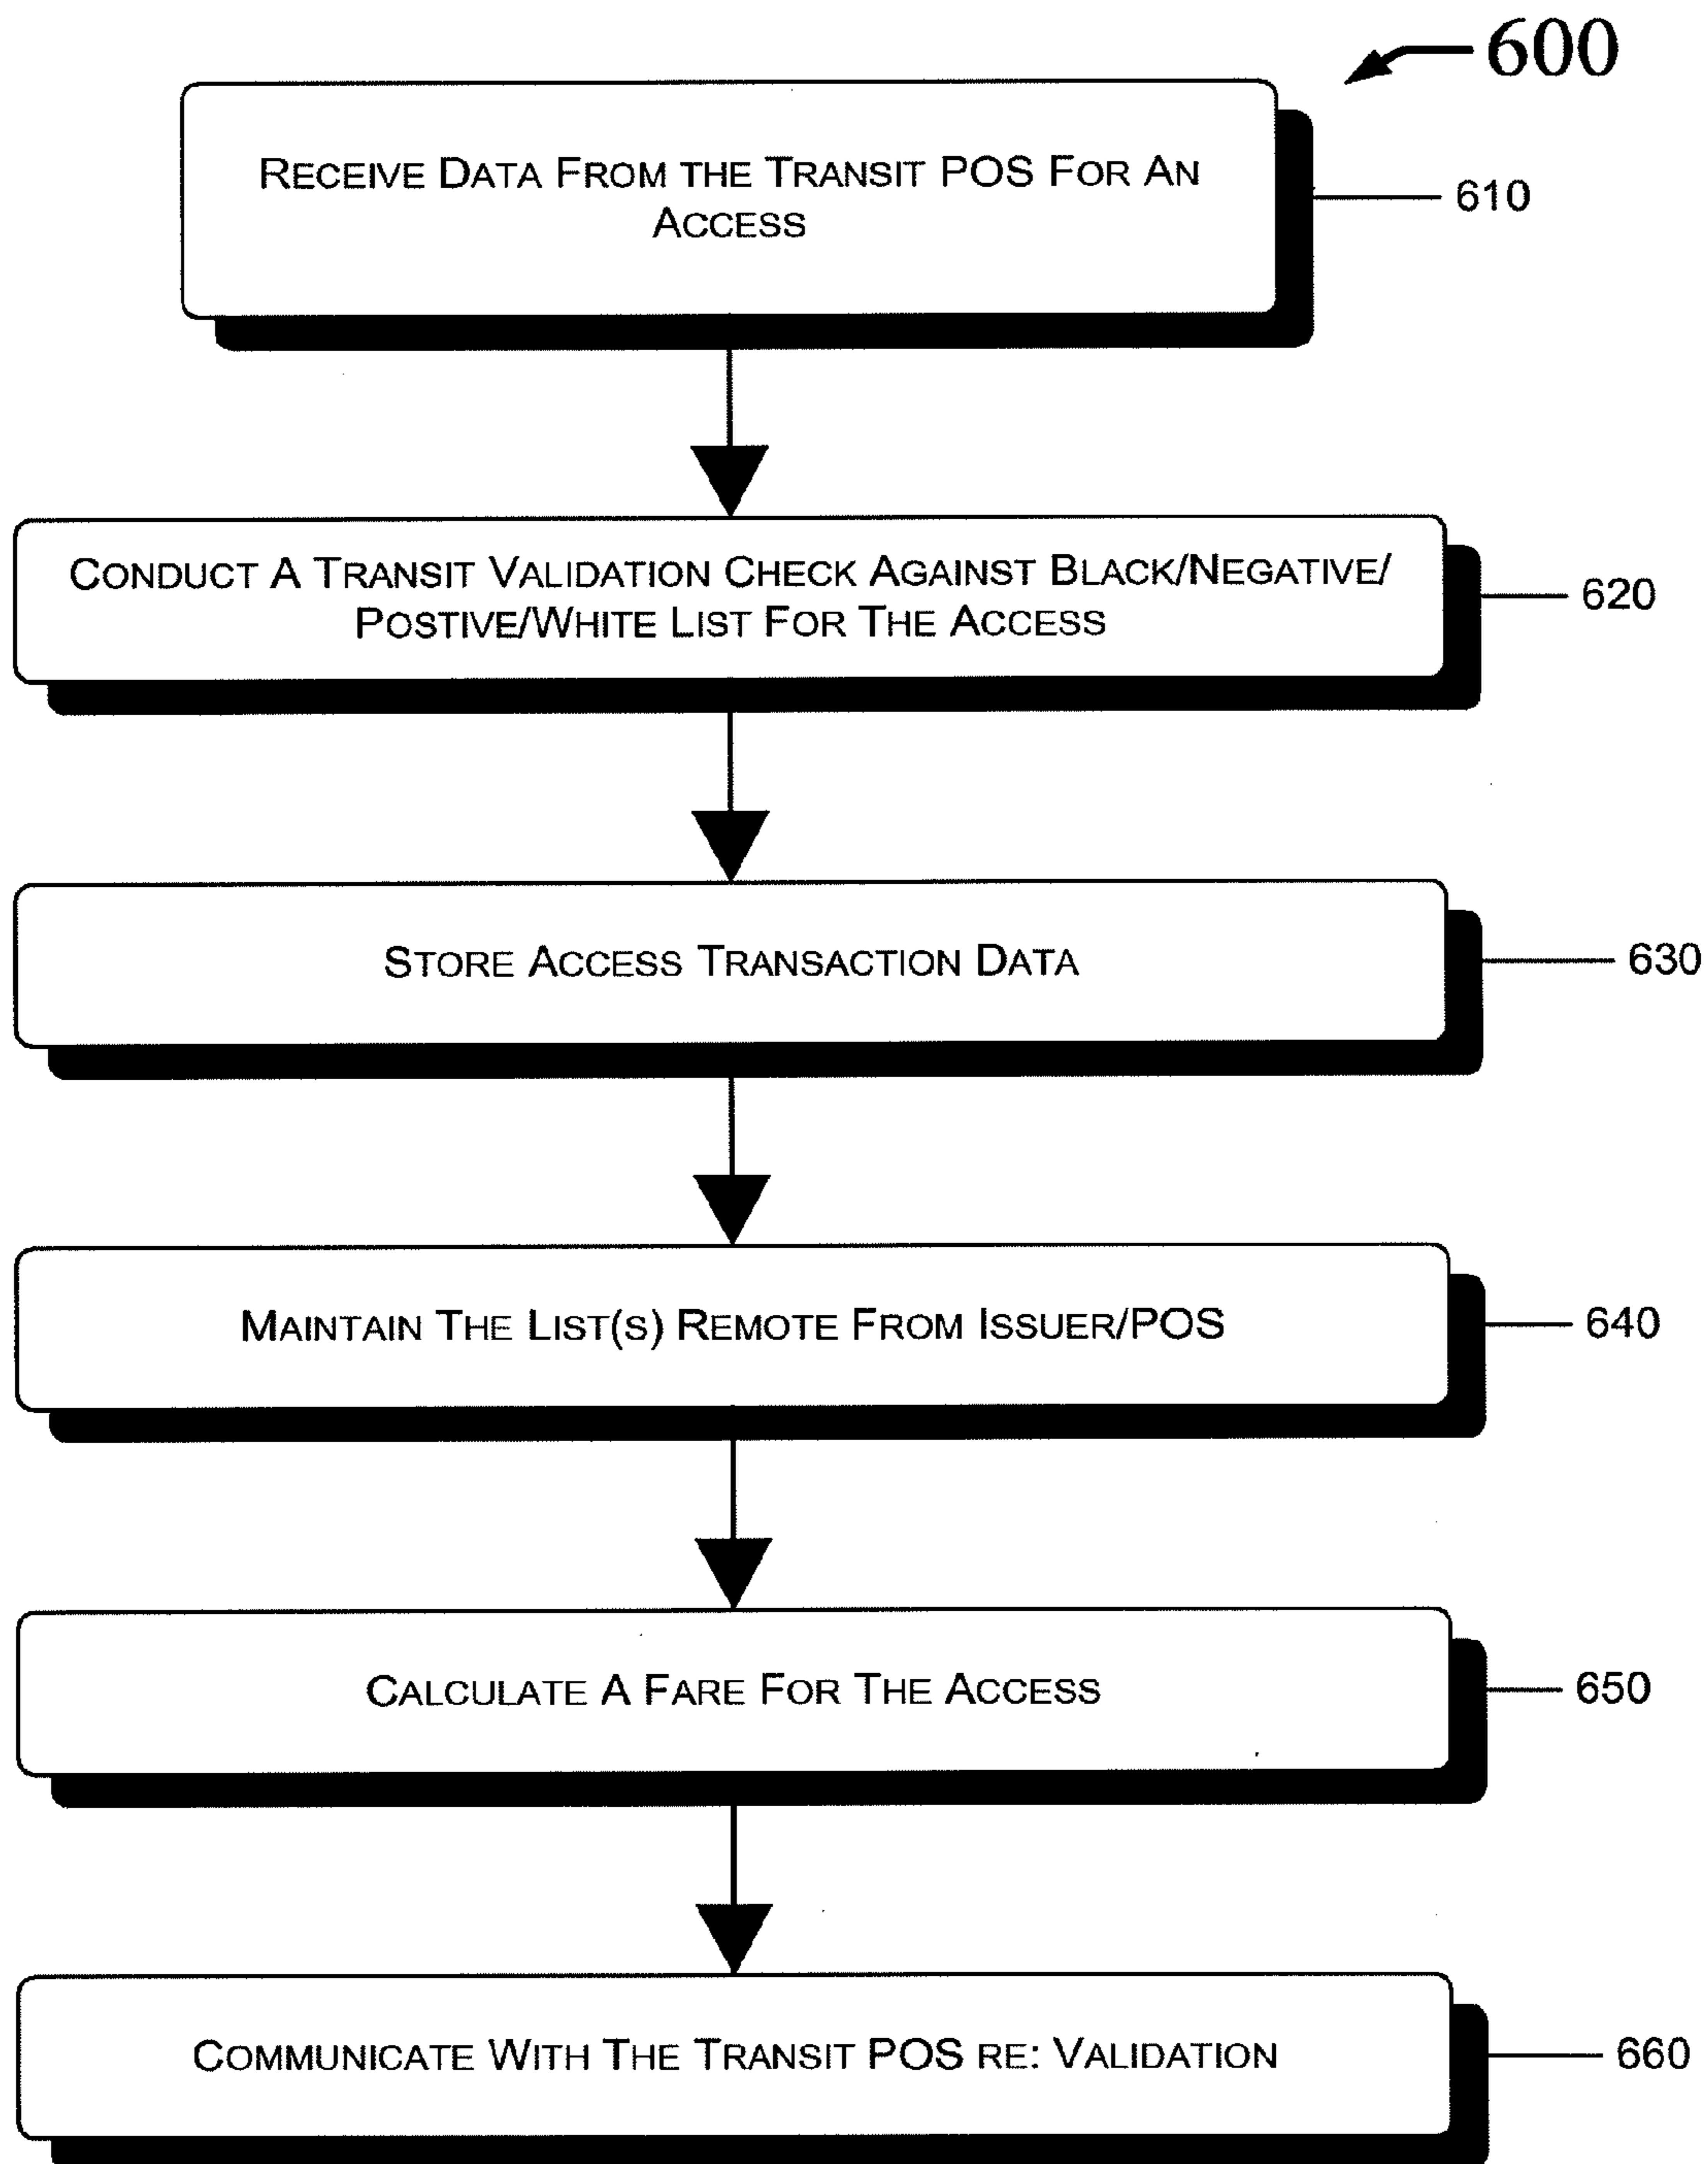 600
RECEIVE DATA FROM THE TRANSIT POS FOR AN
ACCESS
610
CONDUCT A TRANSIT VALIDATION CHECK AGAINST BLACK/NEGATIVE/
POSTIVE/WHITE LIST FOR THE ACCESS
620
STORE ACCESS TRANSACTION DATA
630
MAINTAIN THE LIST(S) REMOTE FROM ISSUER/POS
640
CALCULATE A FARE FOR THE ACCESS
650
COMMUNICATE WITH THE TRANSIT POS RE: VALIDATION
660